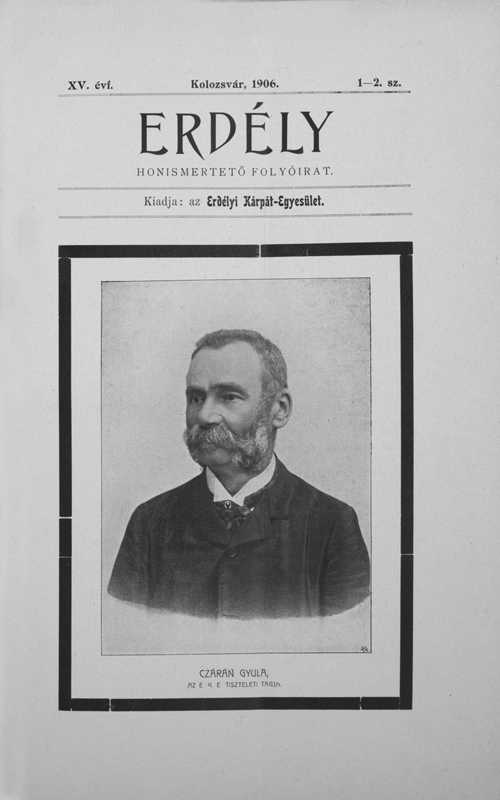 XV. évf.
Kolozsvár, 1906.
1—2. sz.
ERDÉLY
HONISMERTETŐ FOLYÓIRAT.
Kiadja: az Erdélyi Kárpát-Egyesület.
CZÁRÁN GYULA,
AZ E K E TISZTELETI TAGJA.